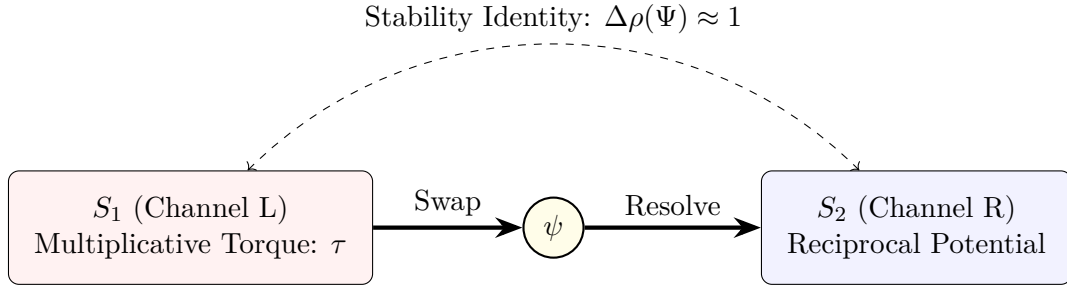 Stability Identity: Δρ(Ψ) ≈ 1
S₁ (Channel L)
Multiplicative Torque: τ
Swap
ψ
Resolve
S₂ (Channel R)
Reciprocal Potential